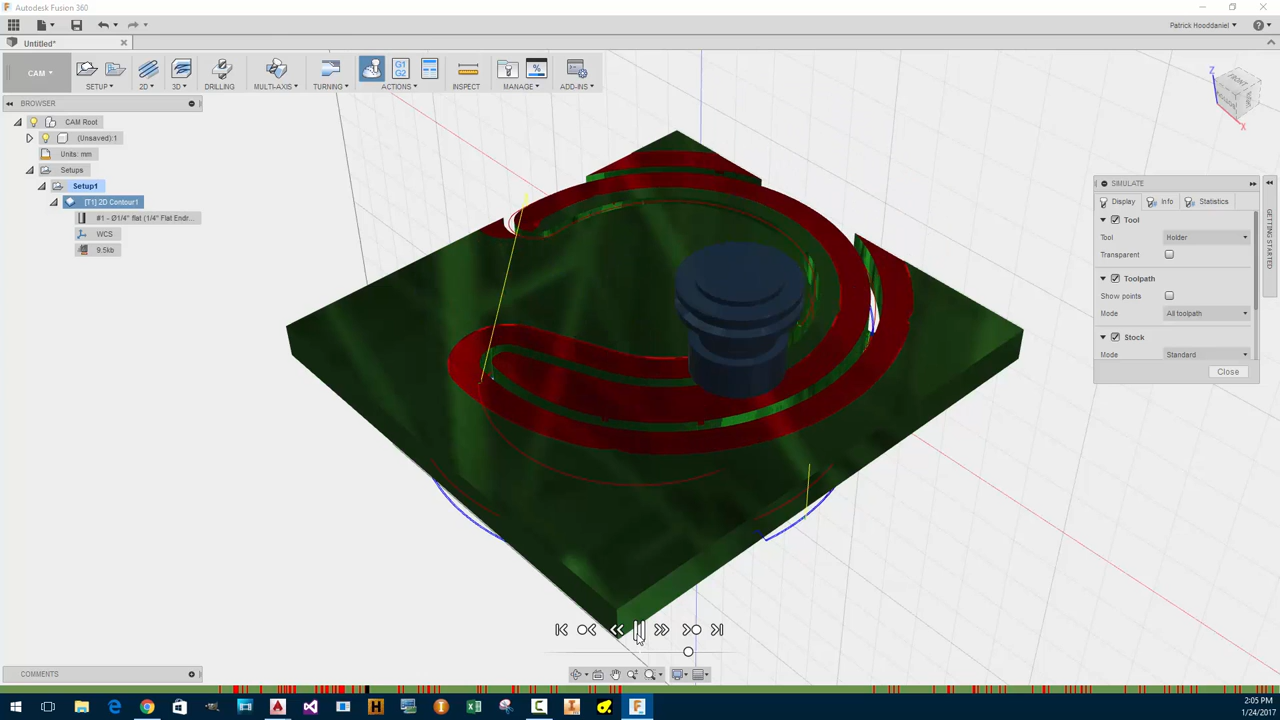 Autodesk Fusion 360
Patrick Hooddaniel
Untitled*
CAM
SETUP
2D
3D
DRILLING
MULTI-AXIS
TURNING
G1
G2
ACTIONS
INSPECT
MANAGE
ADD-INS
BROWSER
CAM Root
(Unsaved):1
Units: mm
Setups
Setup1
[T1] 2D Contour1
#1 - Ø1/4" flat (1/4" Flat Endr...
WCS
9.5kb
Z
X
SIMULATE
Display
Info
Statistics
Tool
Tool
Holder
Transparent
Toolpath
Show points
Mode
All toolpath
Stock
Mode
Standard
Close
GETTING STARTED
COMMENTS
2:05 PM
1/24/2017